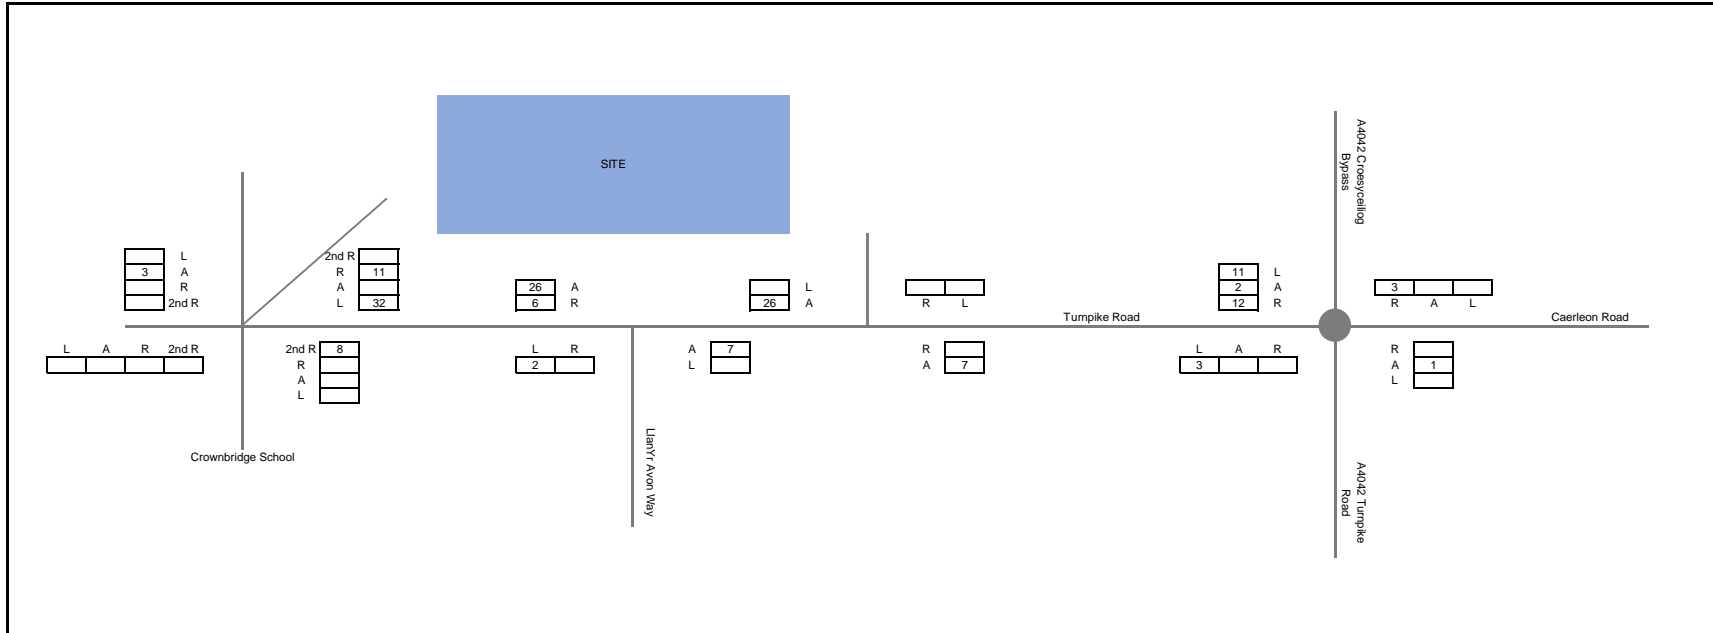 SITE
A4042 Croesyceiliog
Bypass
L
3 A
R
2nd R
2nd R
R 11
A
L 32
26 A
6 R
L
26 A
R L
11 L
2 A
12 R
3
R A L
Turnpike Road
Caerleon Road
L A R 2nd R
2nd R 8
R
A
L
L R
2
A 7
L
R
A 7
L A R
3
R
A 1
L
Crownbridge School
LlanYr Avon Way
A4042 Turnpike
Road